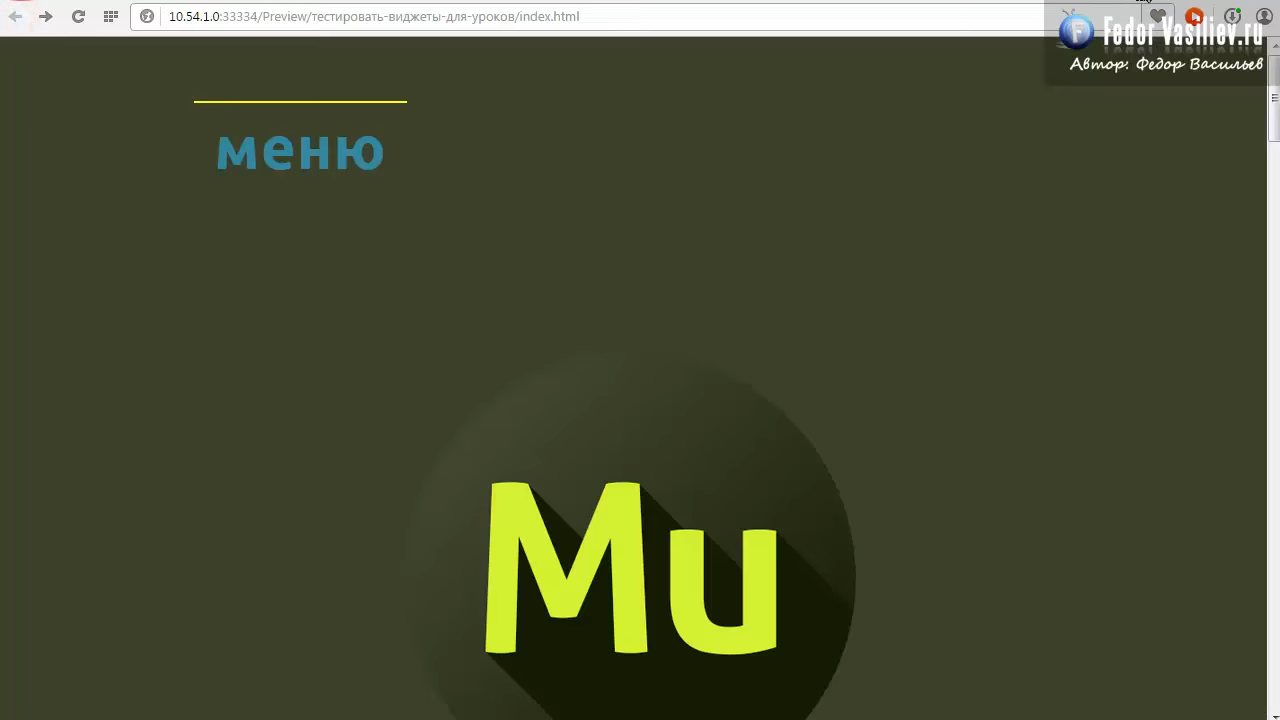 10.54.1.0:33334/Preview/тестировать-виджеты-для-уроков/index.html
Fedor Vasiliev.ru
Автор: Федор Васильев
меню
Mu